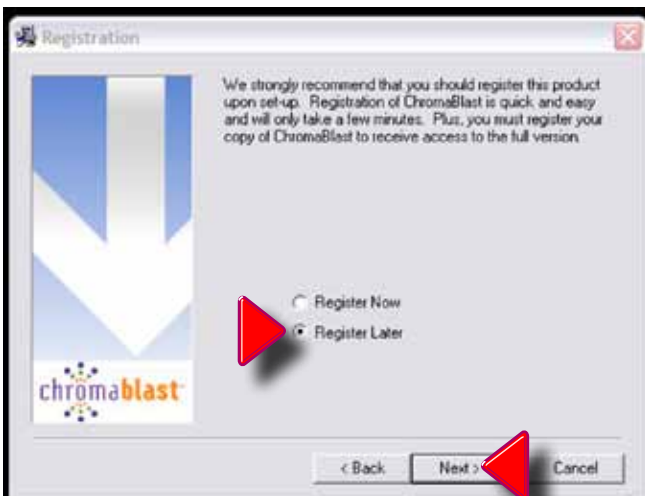 Registration
We strongly recommend that you should register this product
upon set-up. Registration of ChromaBlast is quick and easy
and will only take a few minutes. Plus, you must register your
copy of ChromaBlast to receive access to the full version.
Register Now
Register Later
chromablast
< Back Next > Cancel